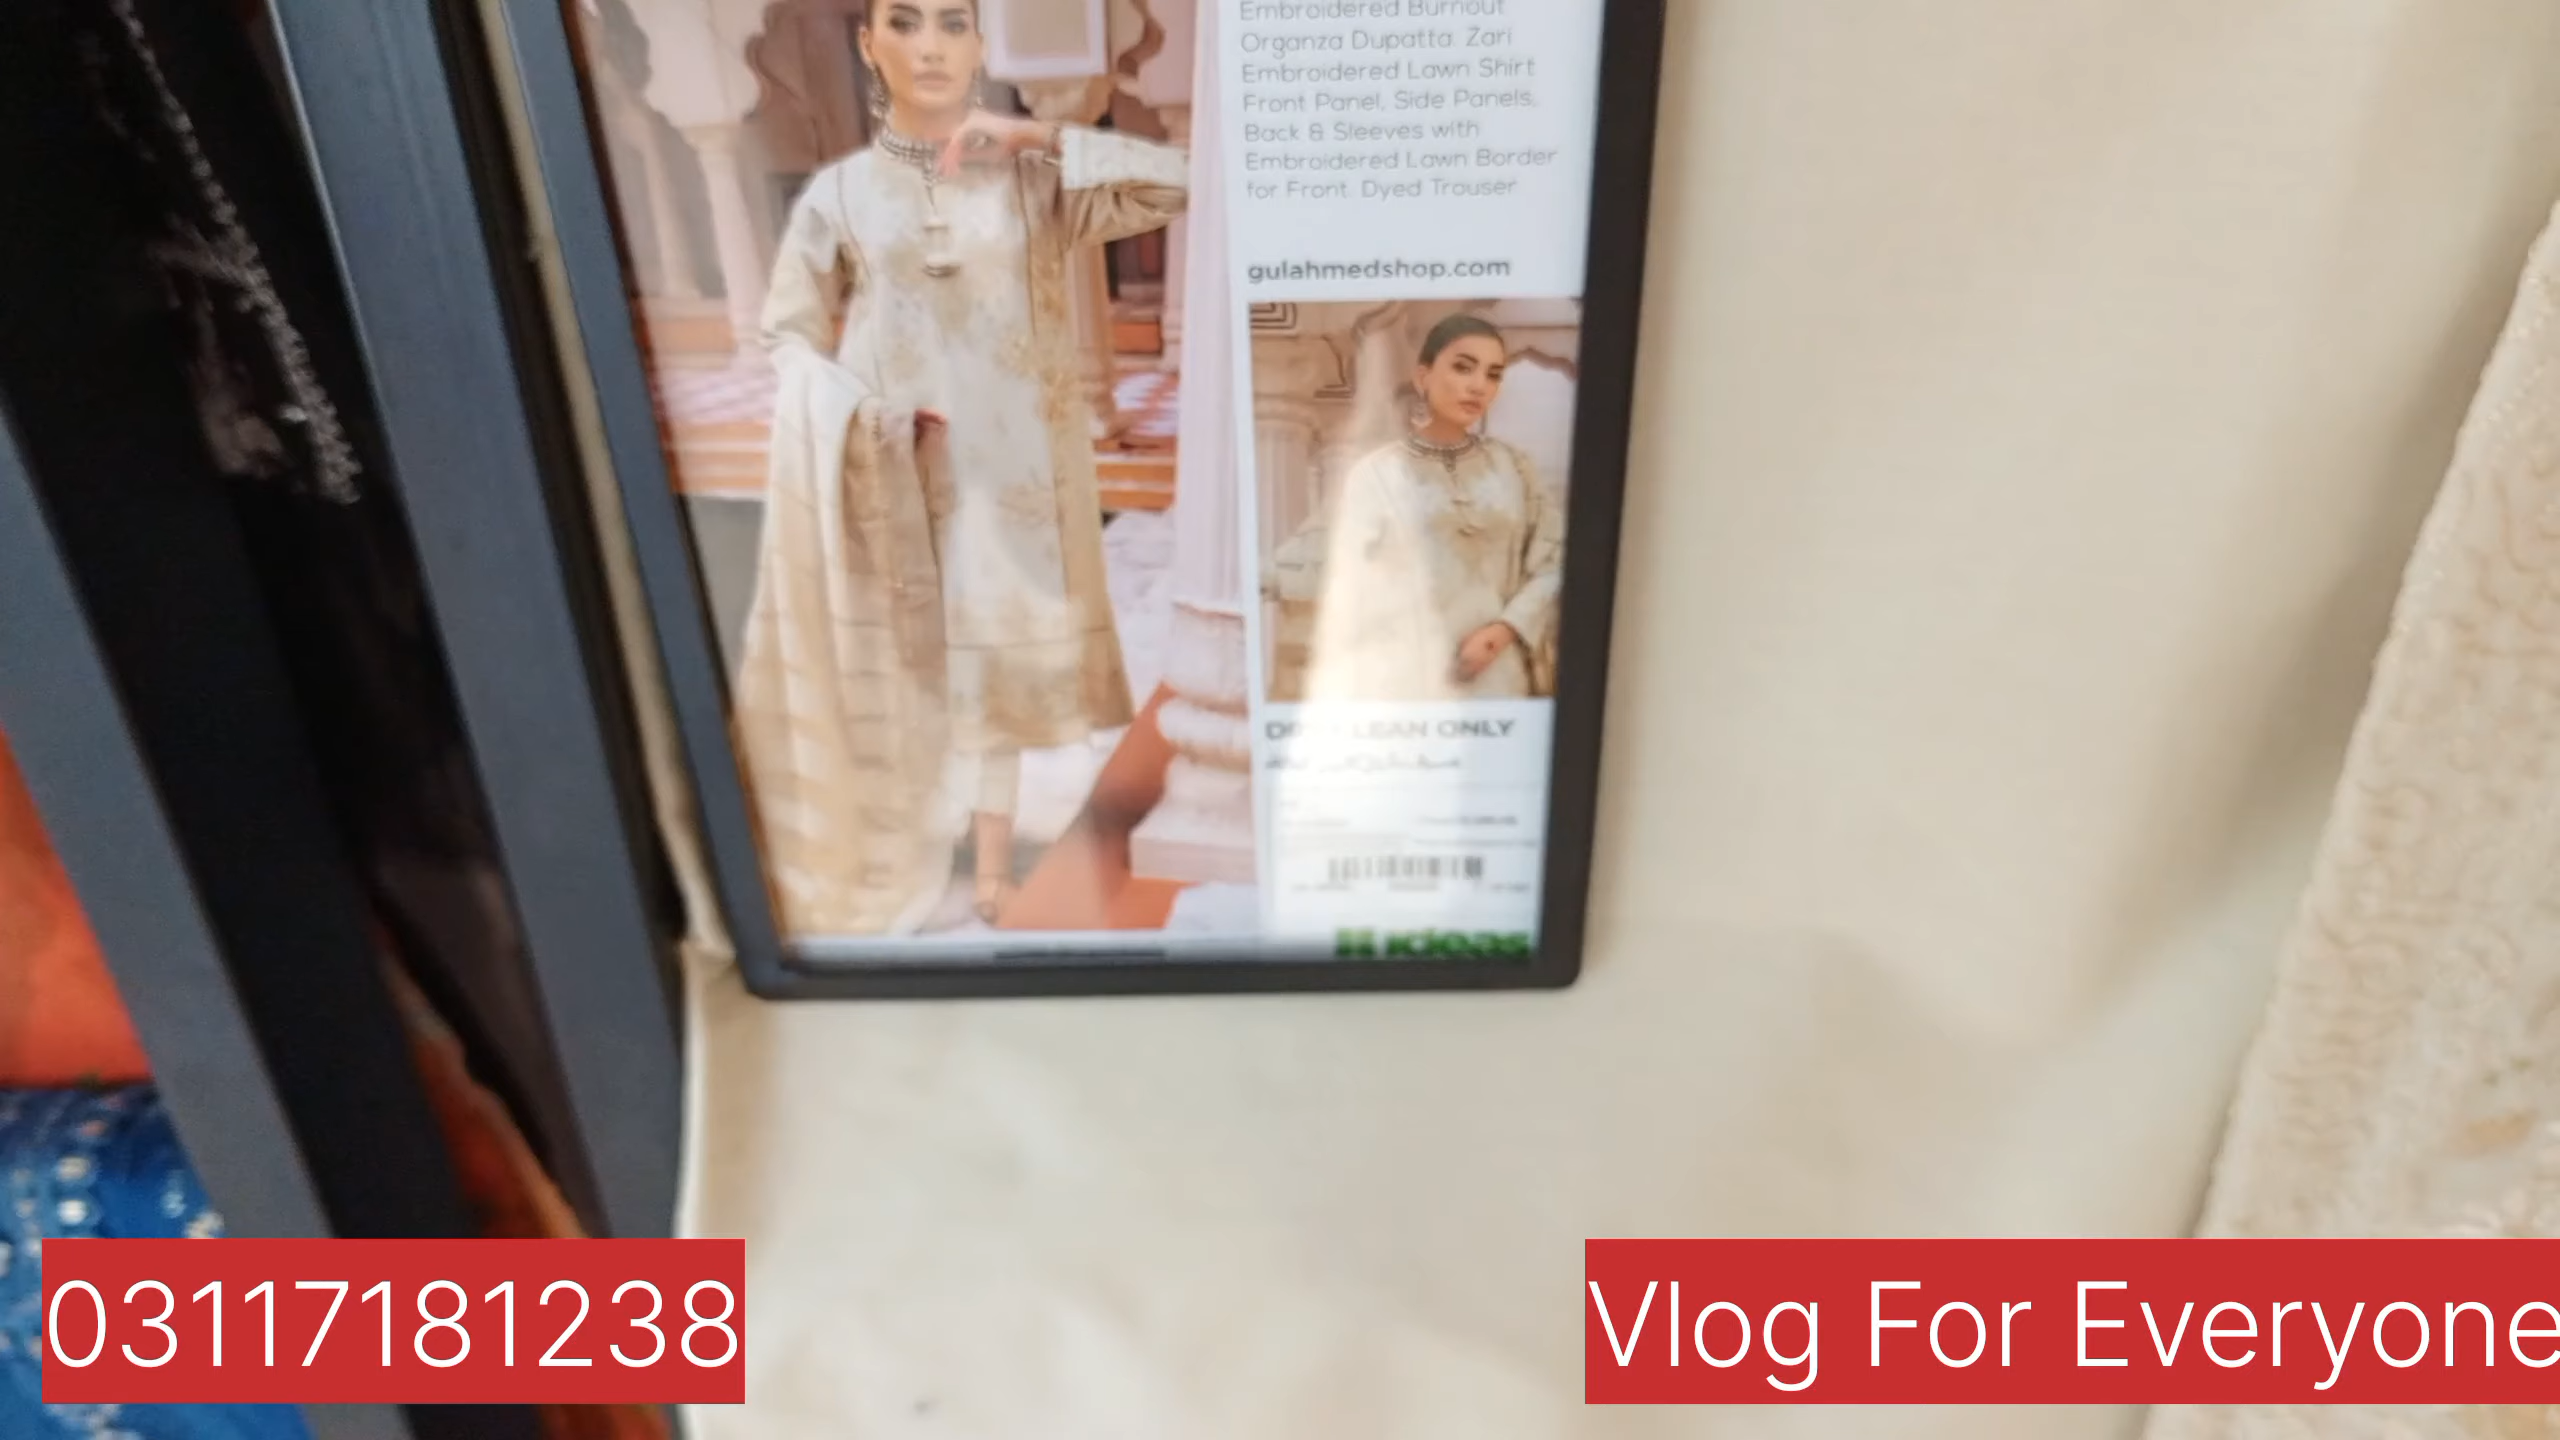 Embroidered Burnout
Organza Dupatta. Zari
Embroidered Lawn Shirt
Front Panel, Side Panels,
Back & Sleeves with
Embroidered Lawn Border
for Front. Dyed Trouser
gulahmedshop.com
ONLY
ideas
03117181238
Vlog For Everyone